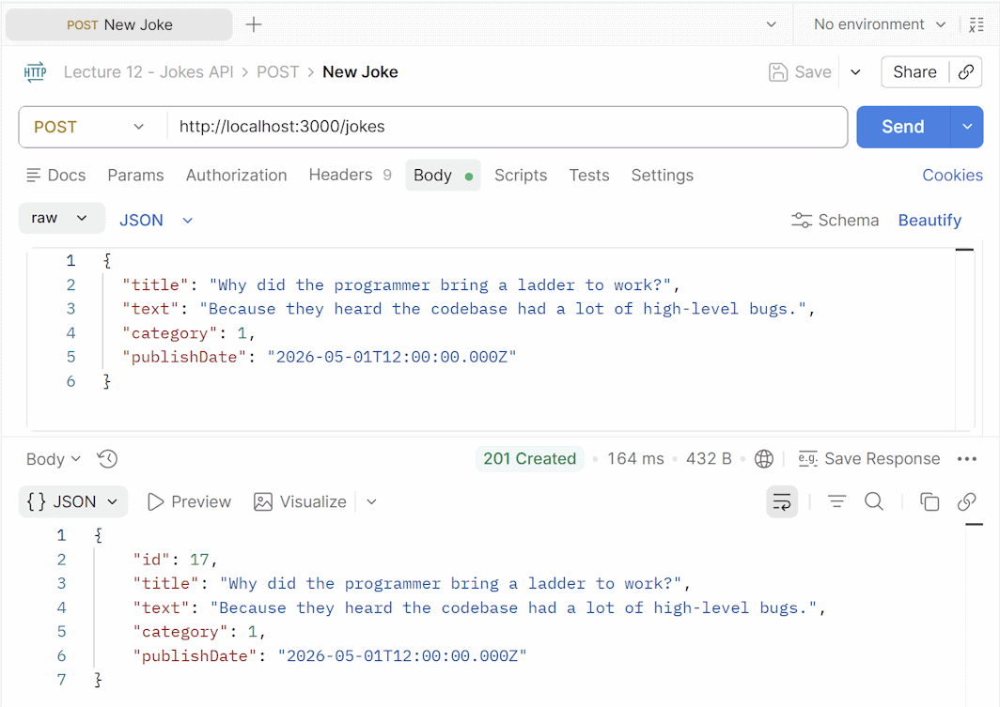 POST New Joke
No environment
HTTP Lecture 12 - Jokes API > POST > New Joke
Save
Share
POST http://localhost:3000/jokes
Send
Docs Params Authorization Headers 9 Body Scripts Tests Settings Cookies
raw JSON Schema Beautify
1 {
2 "title": "Why did the programmer bring a ladder to work?",
3 "text": "Because they heard the codebase had a lot of high-level bugs.",
4 "category": 1,
5 "publishDate": "2026-05-01T12:00:00.000Z"
6 }
Body 201 Created • 164 ms • 432 B • e.g. Save Response
{} JSON Preview Visualize
1 {
2 "id": 17,
3 "title": "Why did the programmer bring a ladder to work?",
4 "text": "Because they heard the codebase had a lot of high-level bugs.",
5 "category": 1,
6 "publishDate": "2026-05-01T12:00:00.000Z"
7 }